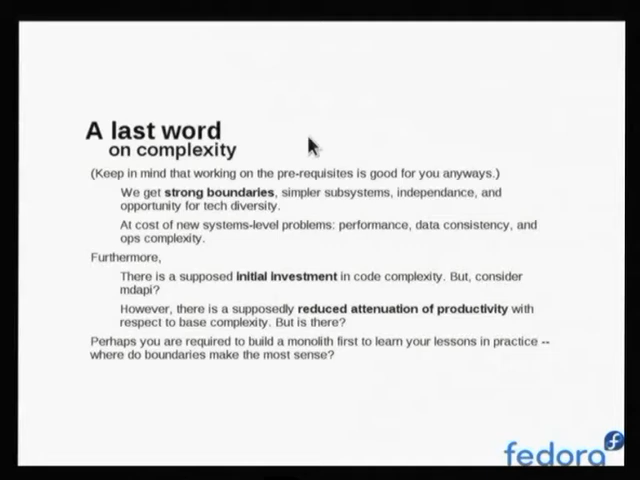 A last word
on complexity
(Keep in mind that working on the pre-requisites is good for you anyways.)
We get strong boundaries, simpler subsystems, independence, and
opportunity for tech diversity.
At cost of new systems-level problems: performance, data consistency, and
ops complexity.
Furthermore,
There is a supposed initial investment in code complexity. But, consider
mdapi?
However, there is a supposedly reduced attenuation of productivity with
respect to base complexity. But is there?
Perhaps you are required to build a monolith first to learn your lessons in practice --
where do boundaries make the most sense?
fedora